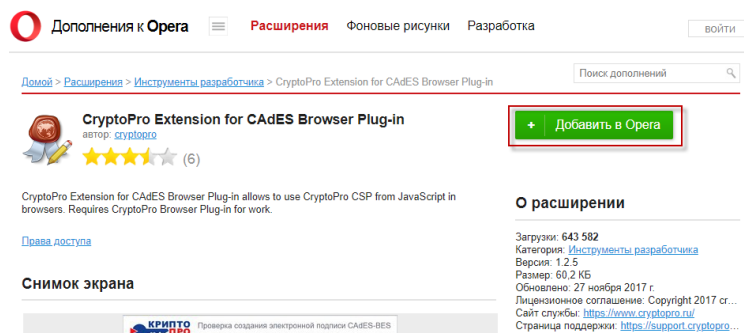 Дополнения к Opera
Расширения Фоновые рисунки Разработка
войти
Домой > Расширения > Инструменты разработчика > CryptoPro Extension for CAdES Browser Plug-in
Поиск дополнений
CryptoPro Extension for CAdES Browser Plug-in
автор: cryptopro
(6)
+ Добавить в Opera
CryptoPro Extension for CAdES Browser Plug-in allows to use CryptoPro CSP from JavaScript in
browsers. Requires CryptoPro Browser Plug-in for work.
Права доступа
О расширении
Загрузки: 643 582
Категория: Инструменты разработчика
Версия: 1.2.5
Размер: 60,2 КБ
Обновлено: 27 ноября 2017 г.
Лицензионное соглашение: Copyright 2017 cr...
Сайт службы: https://www.cryptopro.ru/
Страница поддержки: https://support.cryptopro...
Снимок экрана
КРИПТО
ПРО
Проверка создания электронной подписи CAdES-BES